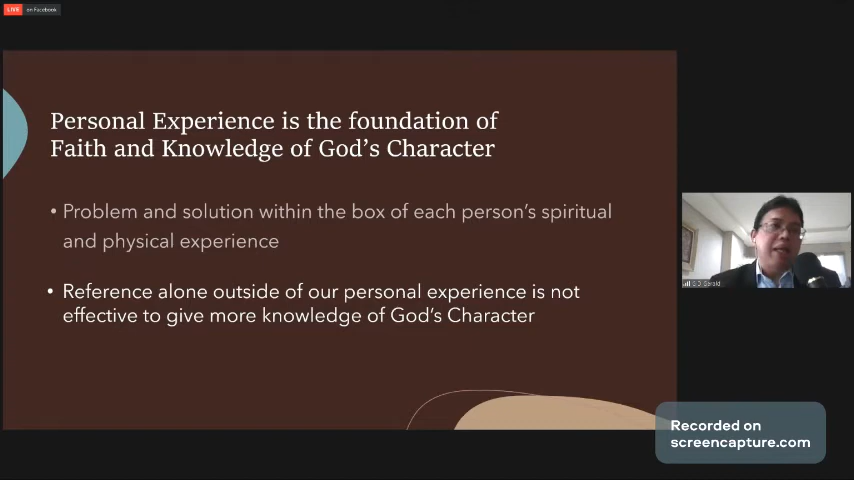 LIVE on Facebook
Personal Experience is the foundation of
Faith and Knowledge of God's Character
• Problem and solution within the box of each person's spiritual
and physical experience
• Reference alone outside of our personal experience is not
effective to give more knowledge of God's Character
Recorded on
screencapture.com